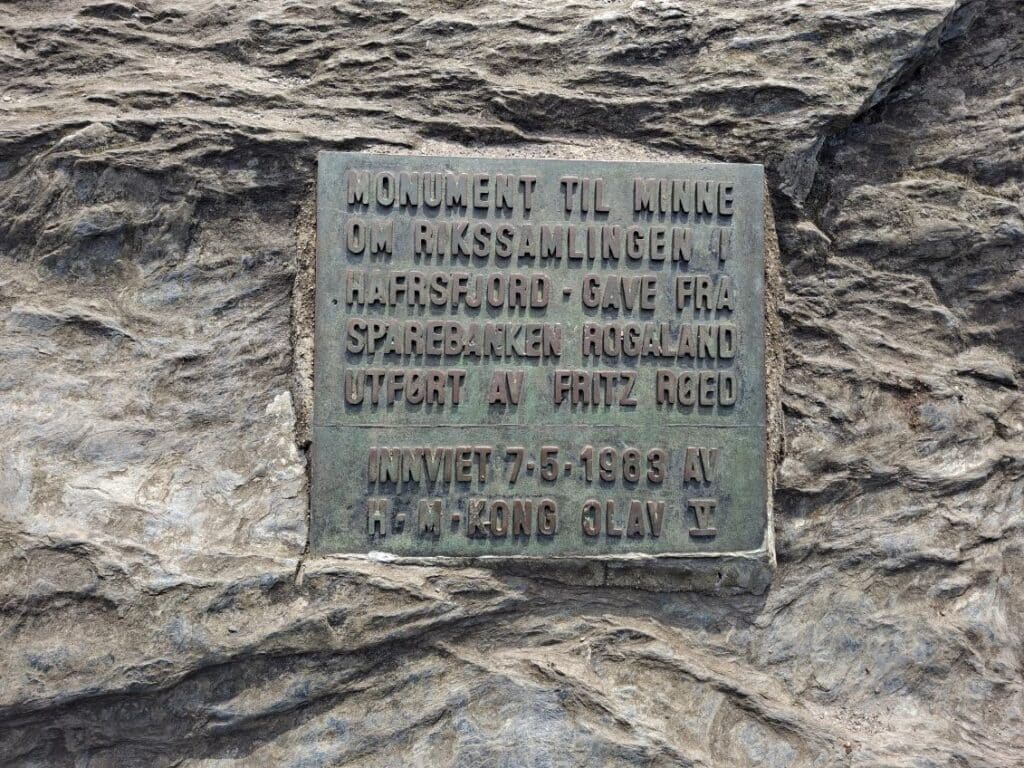 MONUMENT TIL MINNE
OM RIKSSAMLINGEN I
HAFRSFJORD - GAVE FRA
SPAREBANKEN ROGALAND
UTFØRT AV FRITZ RØED
INNVIET 7·5·1983 AV
H·M·KONG OLAV V